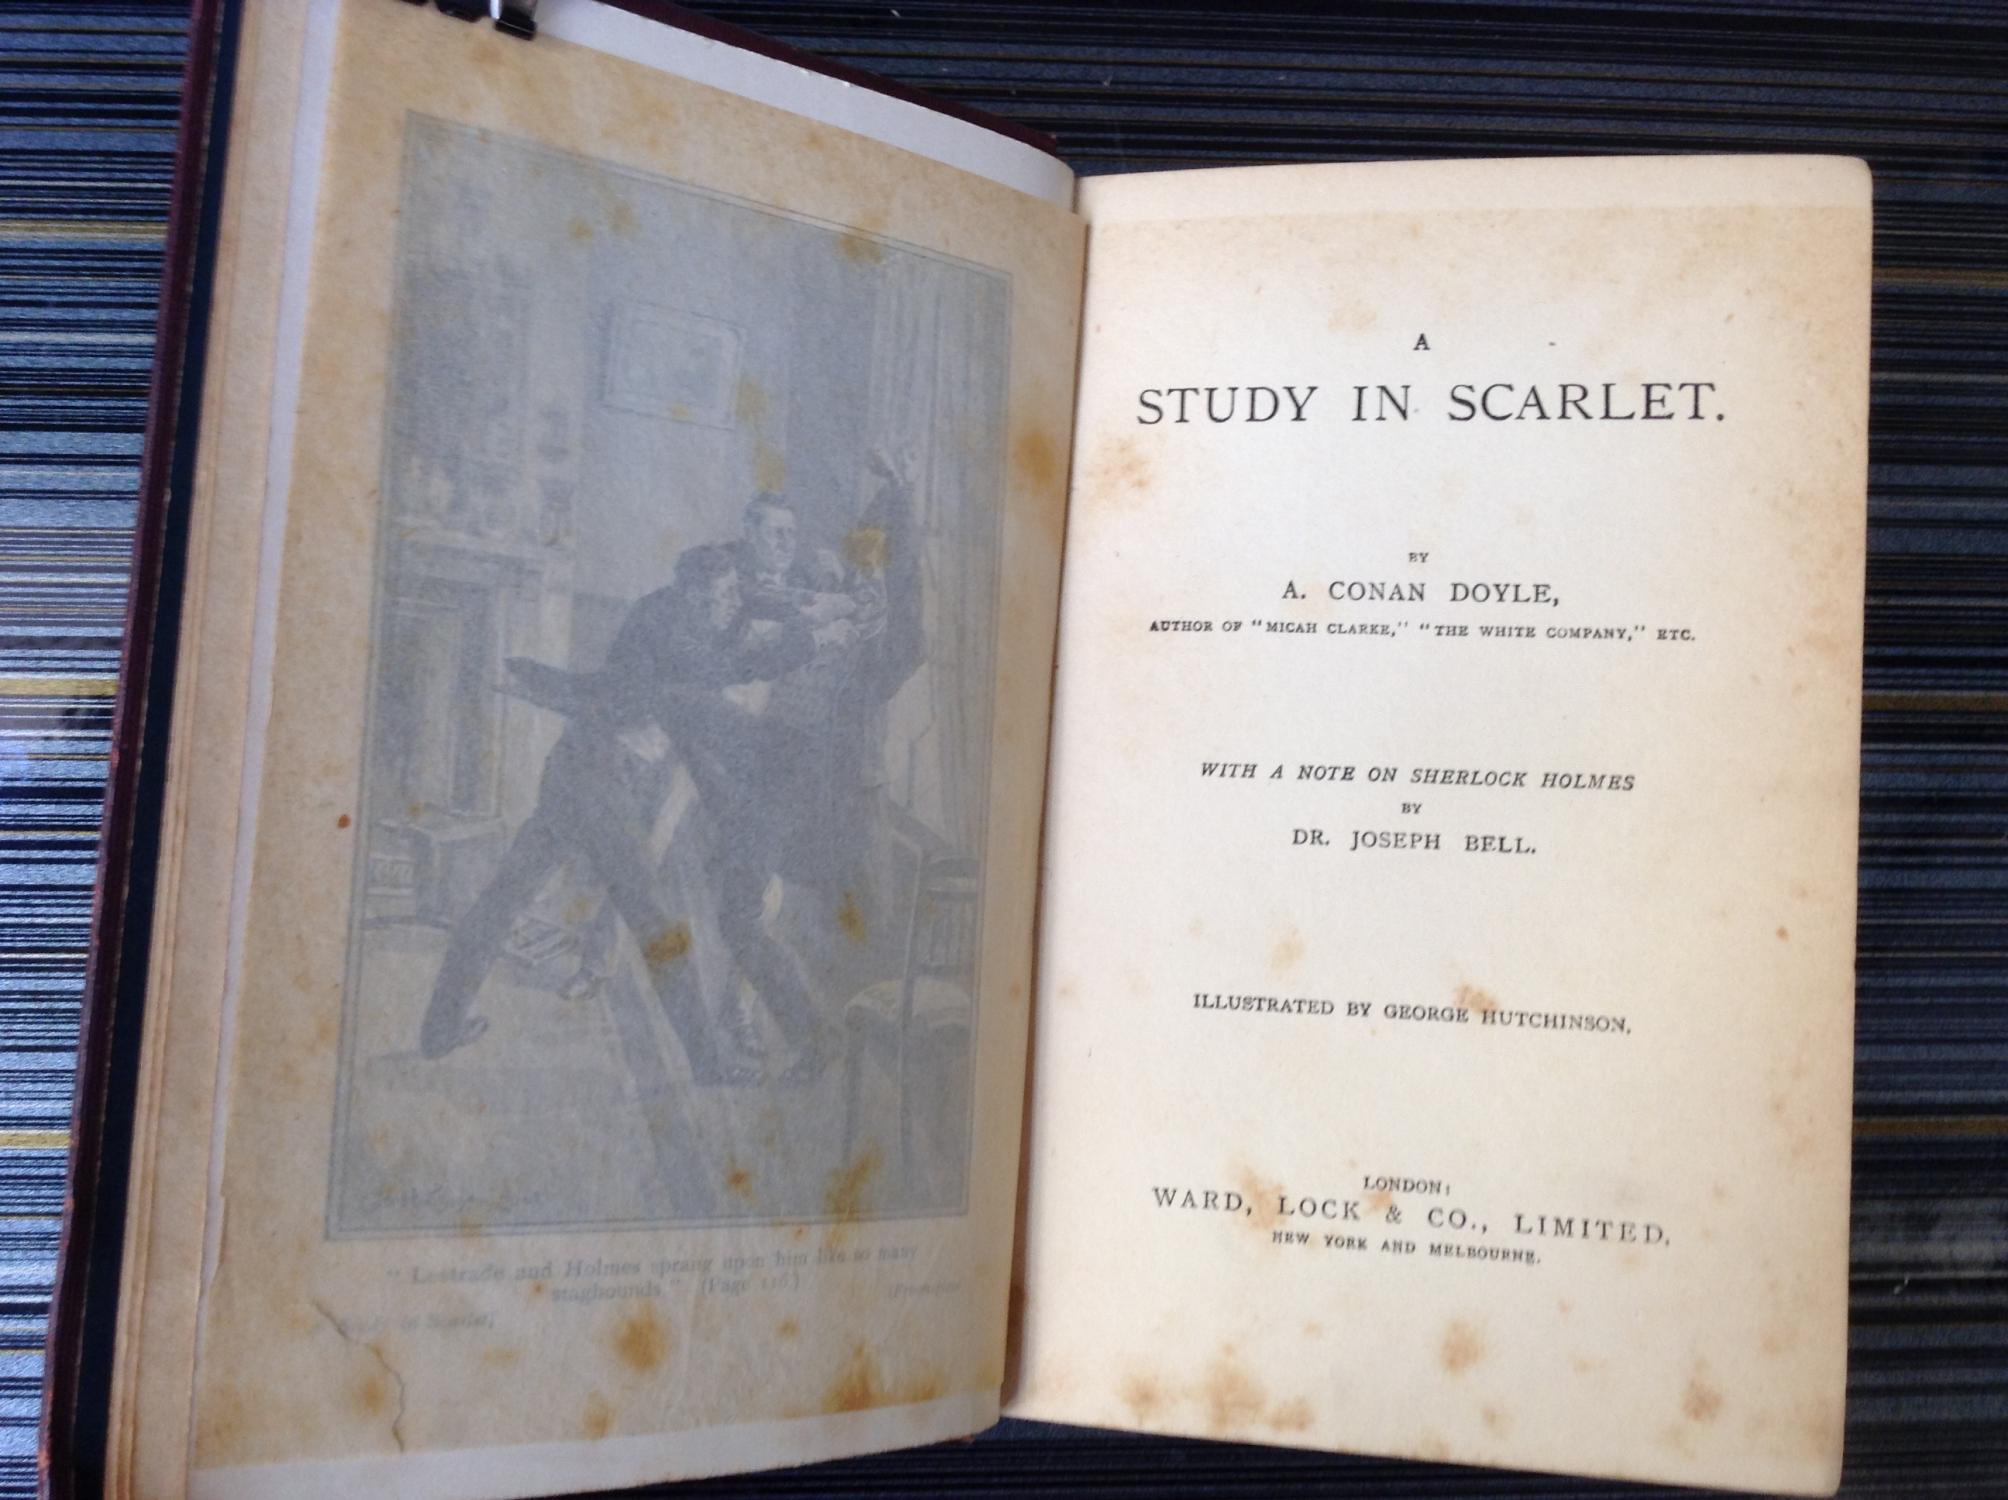 "Lestrade and Holmes sprang upon him like so many
staghounds." (Page 116.)
A
STUDY IN SCARLET.
BY
A. CONAN DOYLE,
AUTHOR OF "MICAH CLARKE," "THE WHITE COMPANY," ETC.
WITH A NOTE ON SHERLOCK HOLMES
BY
DR. JOSEPH BELL.
ILLUSTRATED BY GEORGE HUTCHINSON.
LONDON:
WARD, LOCK & CO., LIMITED,
NEW YORK AND MELBOURNE.